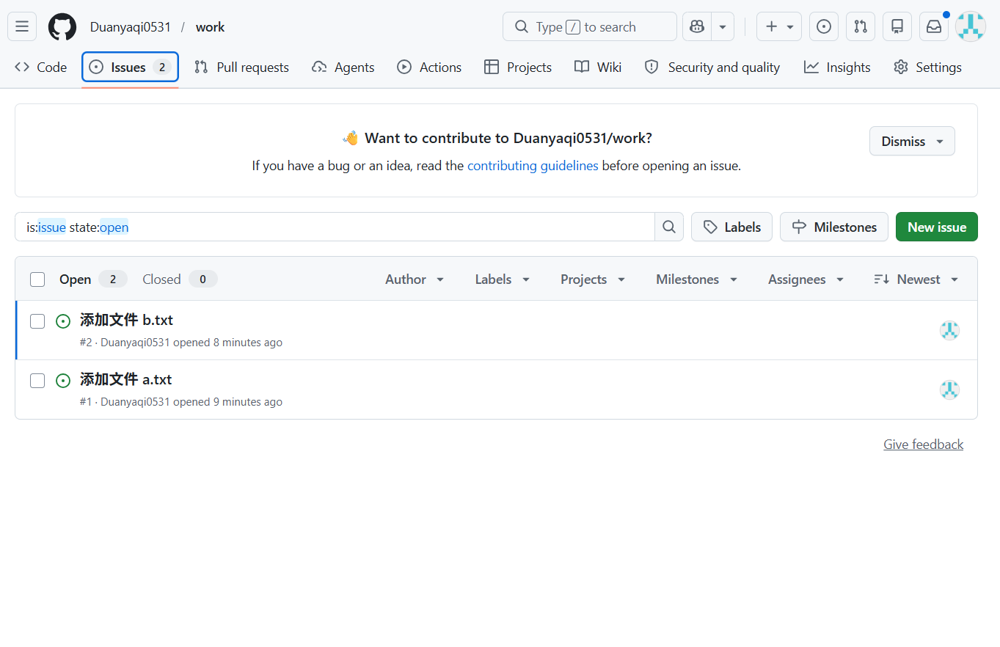 Duanyaqi0531 / work
Type / to search
Code
Issues 2
Pull requests
Agents
Actions
Projects
Wiki
Security and quality
Insights
Settings
👋 Want to contribute to Duanyaqi0531/work?
If you have a bug or an idea, read the contributing guidelines before opening an issue.
Dismiss
is:issue state:open
Labels
Milestones
New issue
Open 2 Closed 0
Author
Labels
Projects
Milestones
Assignees
Newest
添加文件 b.txt
#2 · Duanyaqi0531 opened 8 minutes ago
添加文件 a.txt
#1 · Duanyaqi0531 opened 9 minutes ago
Give feedback